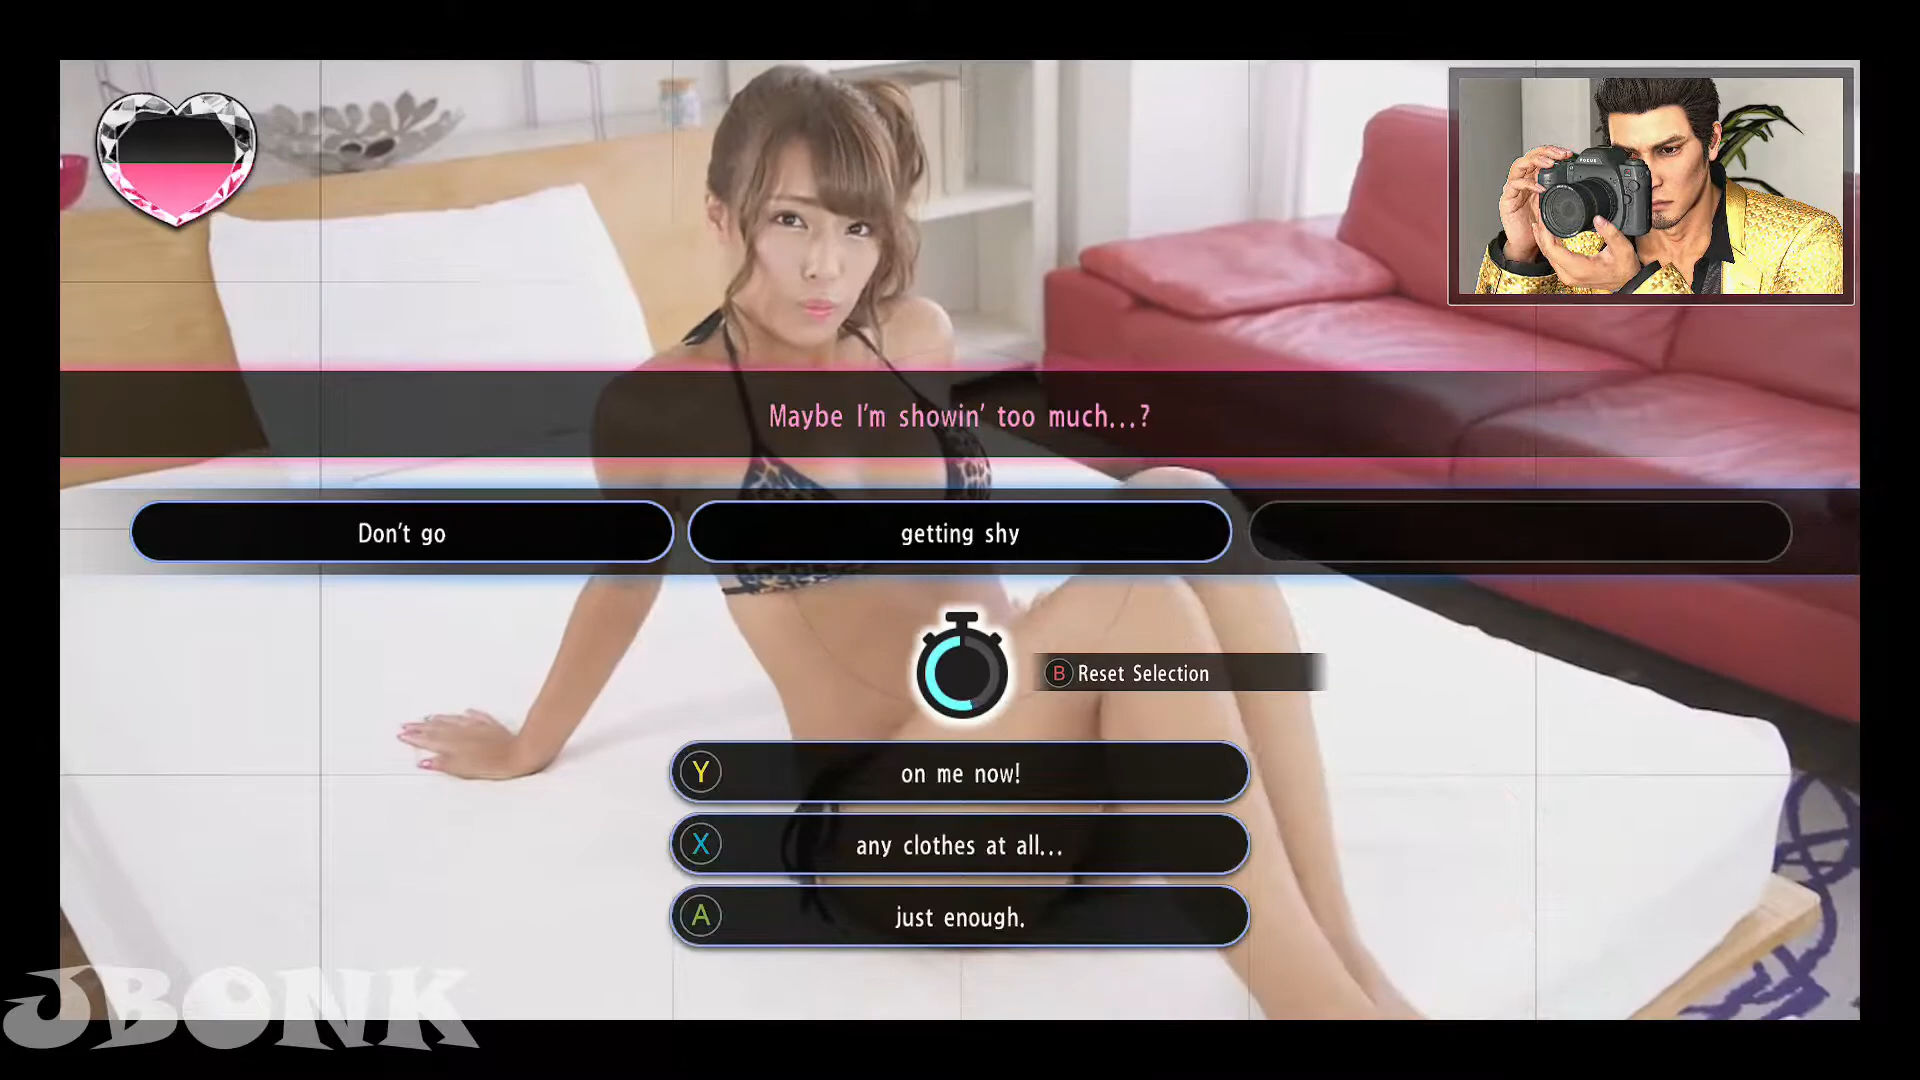 Maybe I'm showin' too much...?
Don't go
getting shy
B Reset Selection
Y on me now!
X any clothes at all...
A just enough.
JBONK